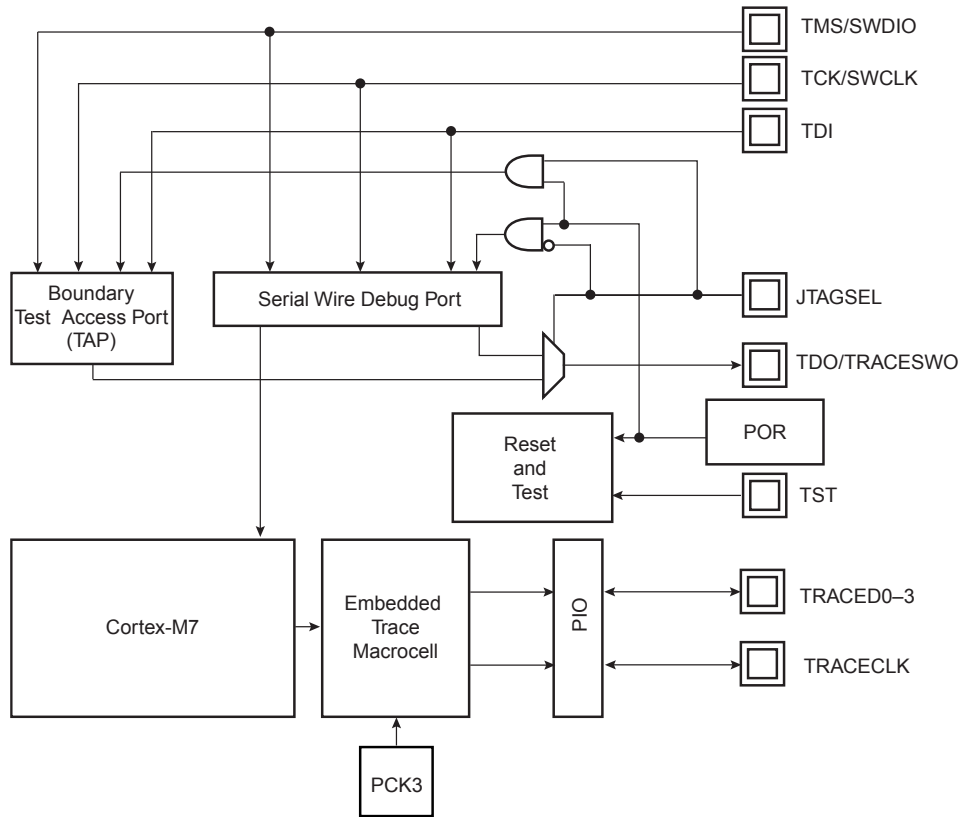 TMS/SWDIO
TCK/SWCLK
TDI
Boundary
Test Access Port
(TAP)
Serial Wire Debug Port
JTAGSEL
TDO/TRACESWO
POR
Reset
and
Test
TST
Cortex-M7
Embedded
Trace
Macrocell
PIO
TRACED0–3
TRACECLK
PCK3